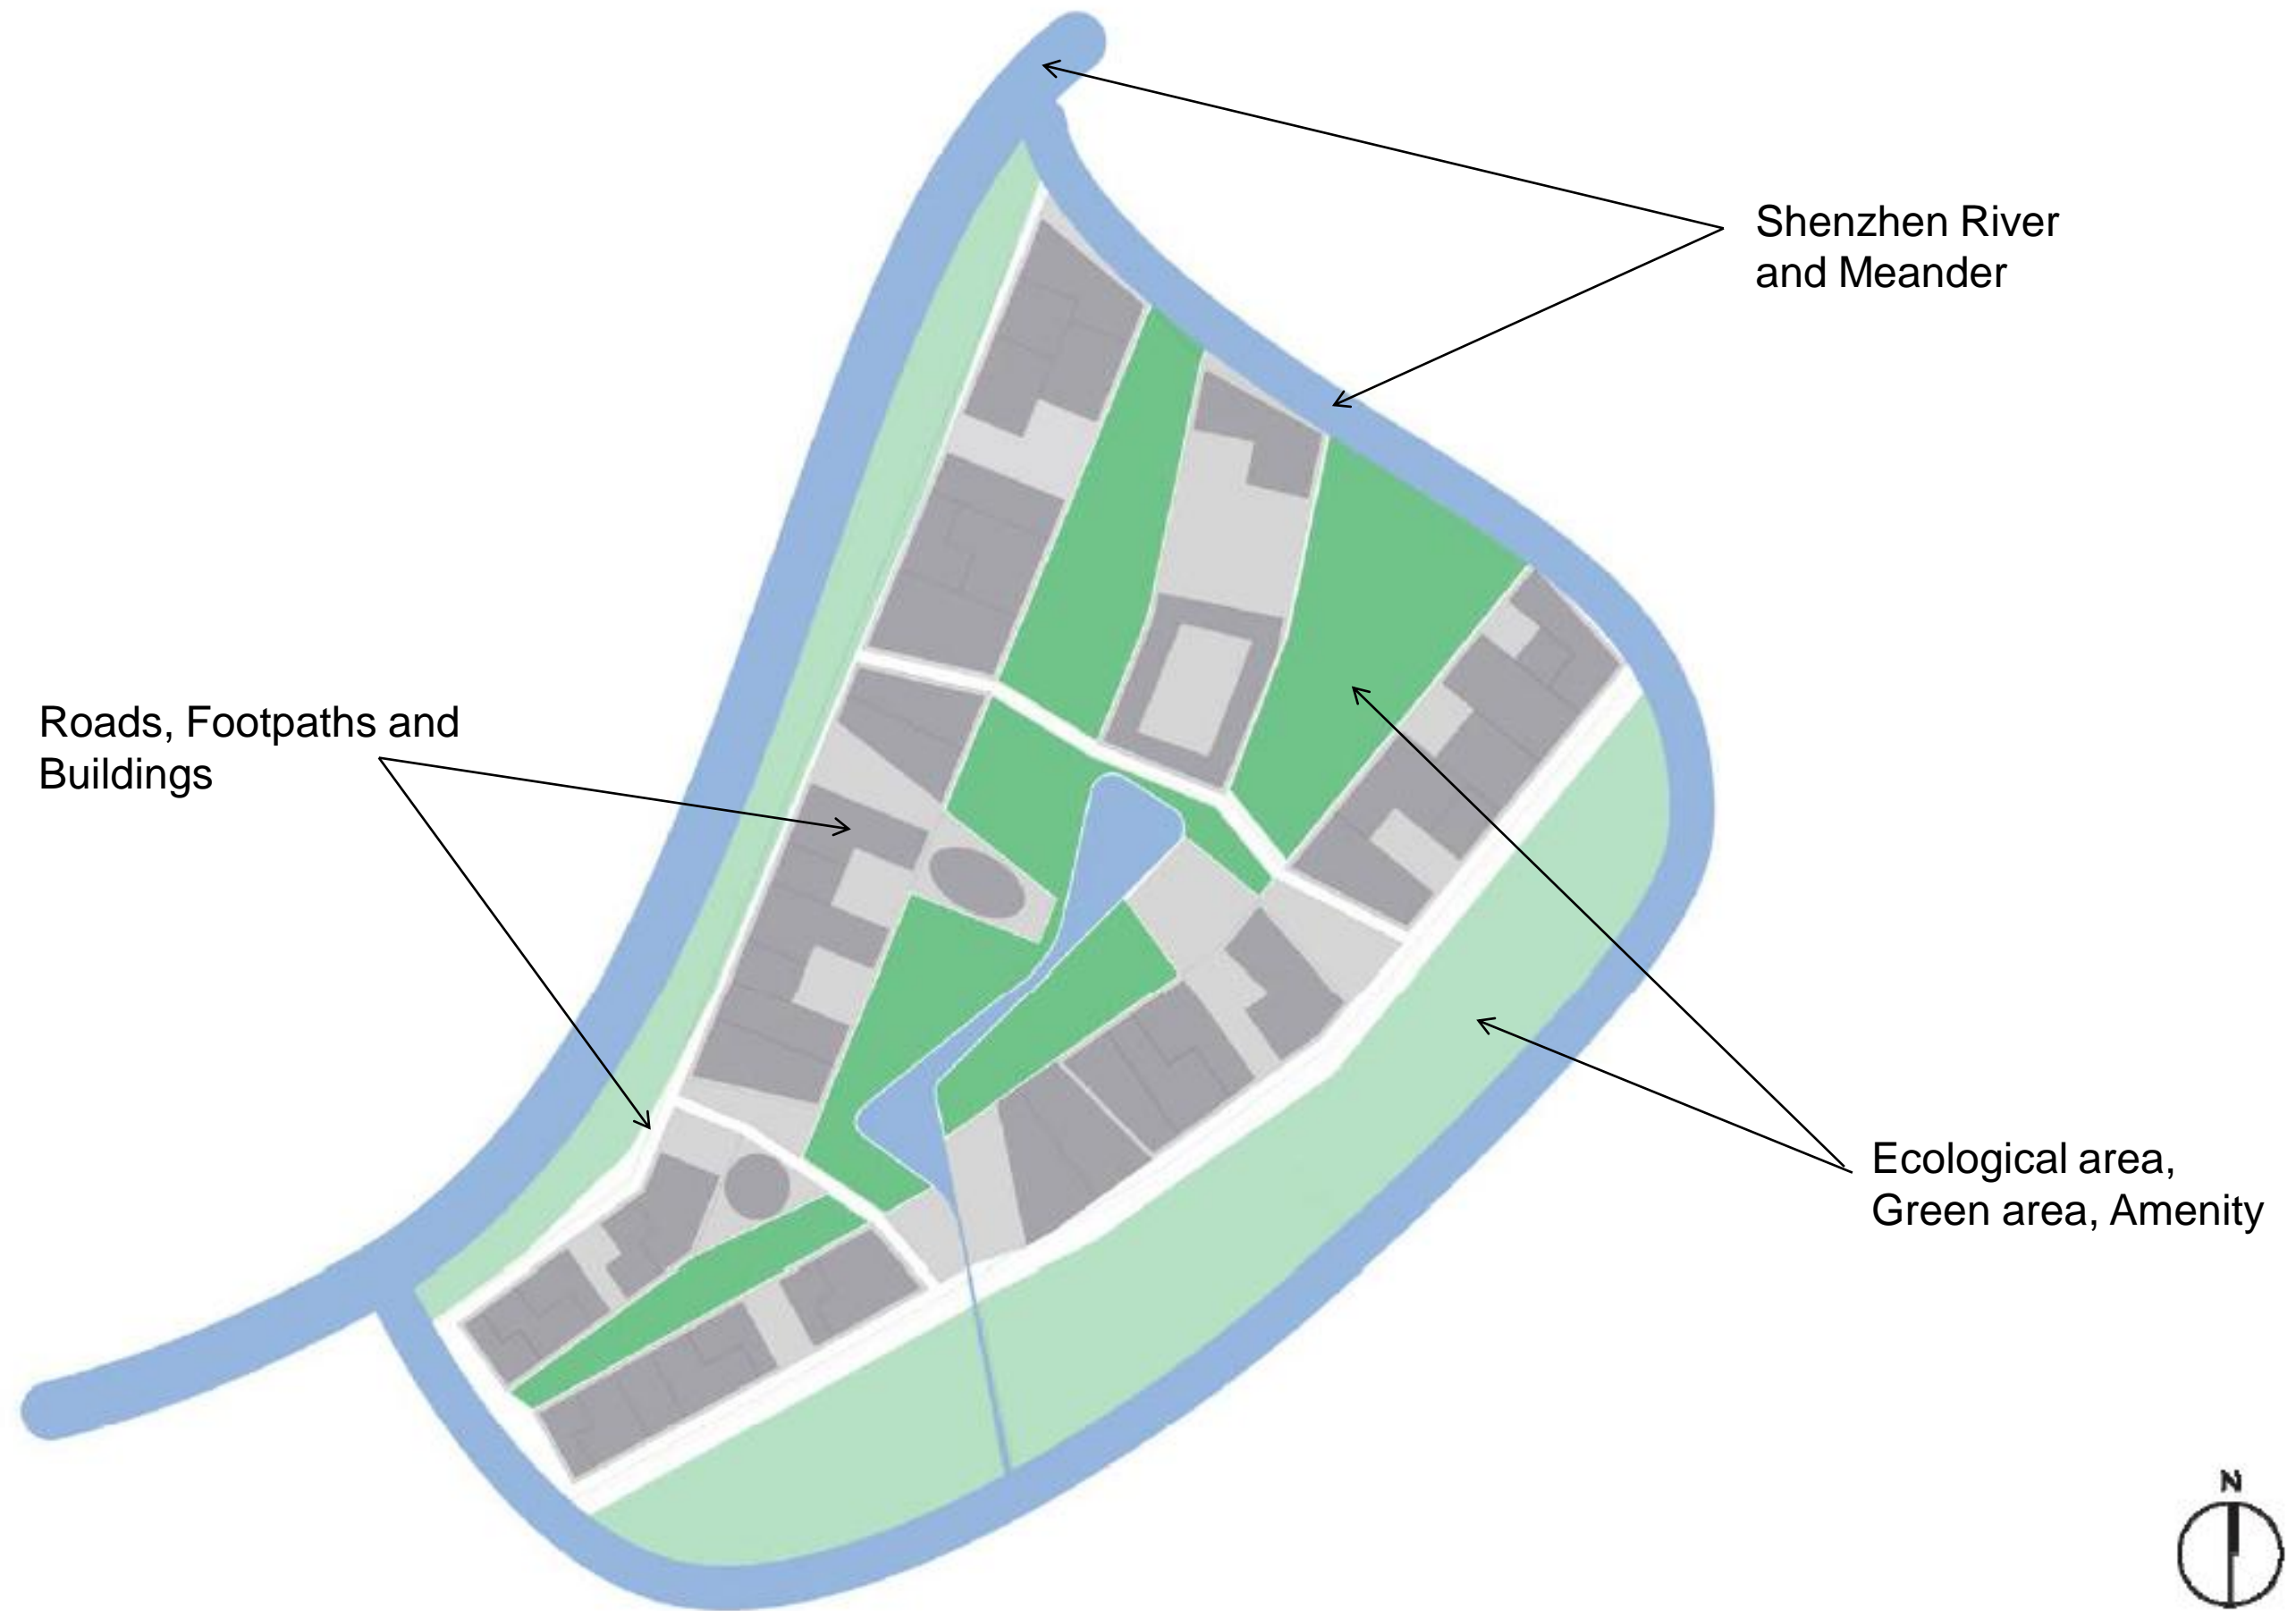 Shenzhen River
and Meander
Roads, Footpaths and
Buildings
Ecological area,
Green area, Amenity
N